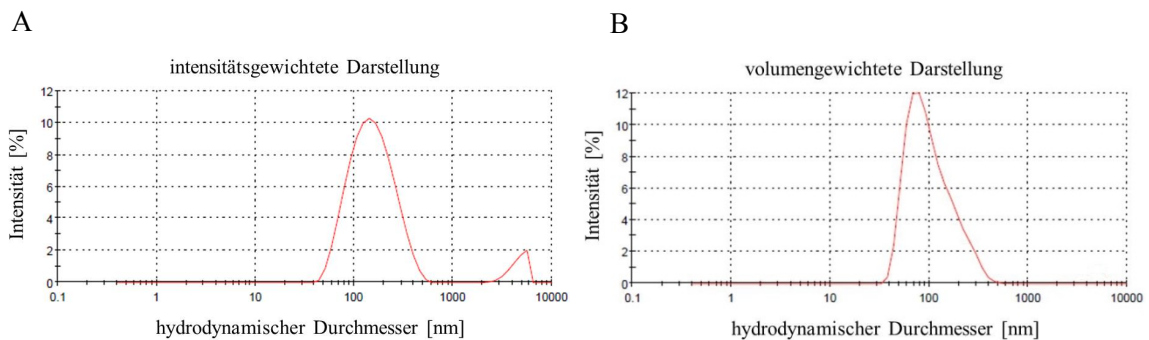 A
intensitätsgewichtete Darstellung
Intensität [%]
12
10
8
6
4
2
0
0.1 1 10 100 1000 10000
hydrodynamischer Durchmesser [nm]
B
volumengewichtete Darstellung
Intensität [%]
12
10
8
6
4
2
0
0.1 1 10 100 1000 10000
hydrodynamischer Durchmesser [nm]